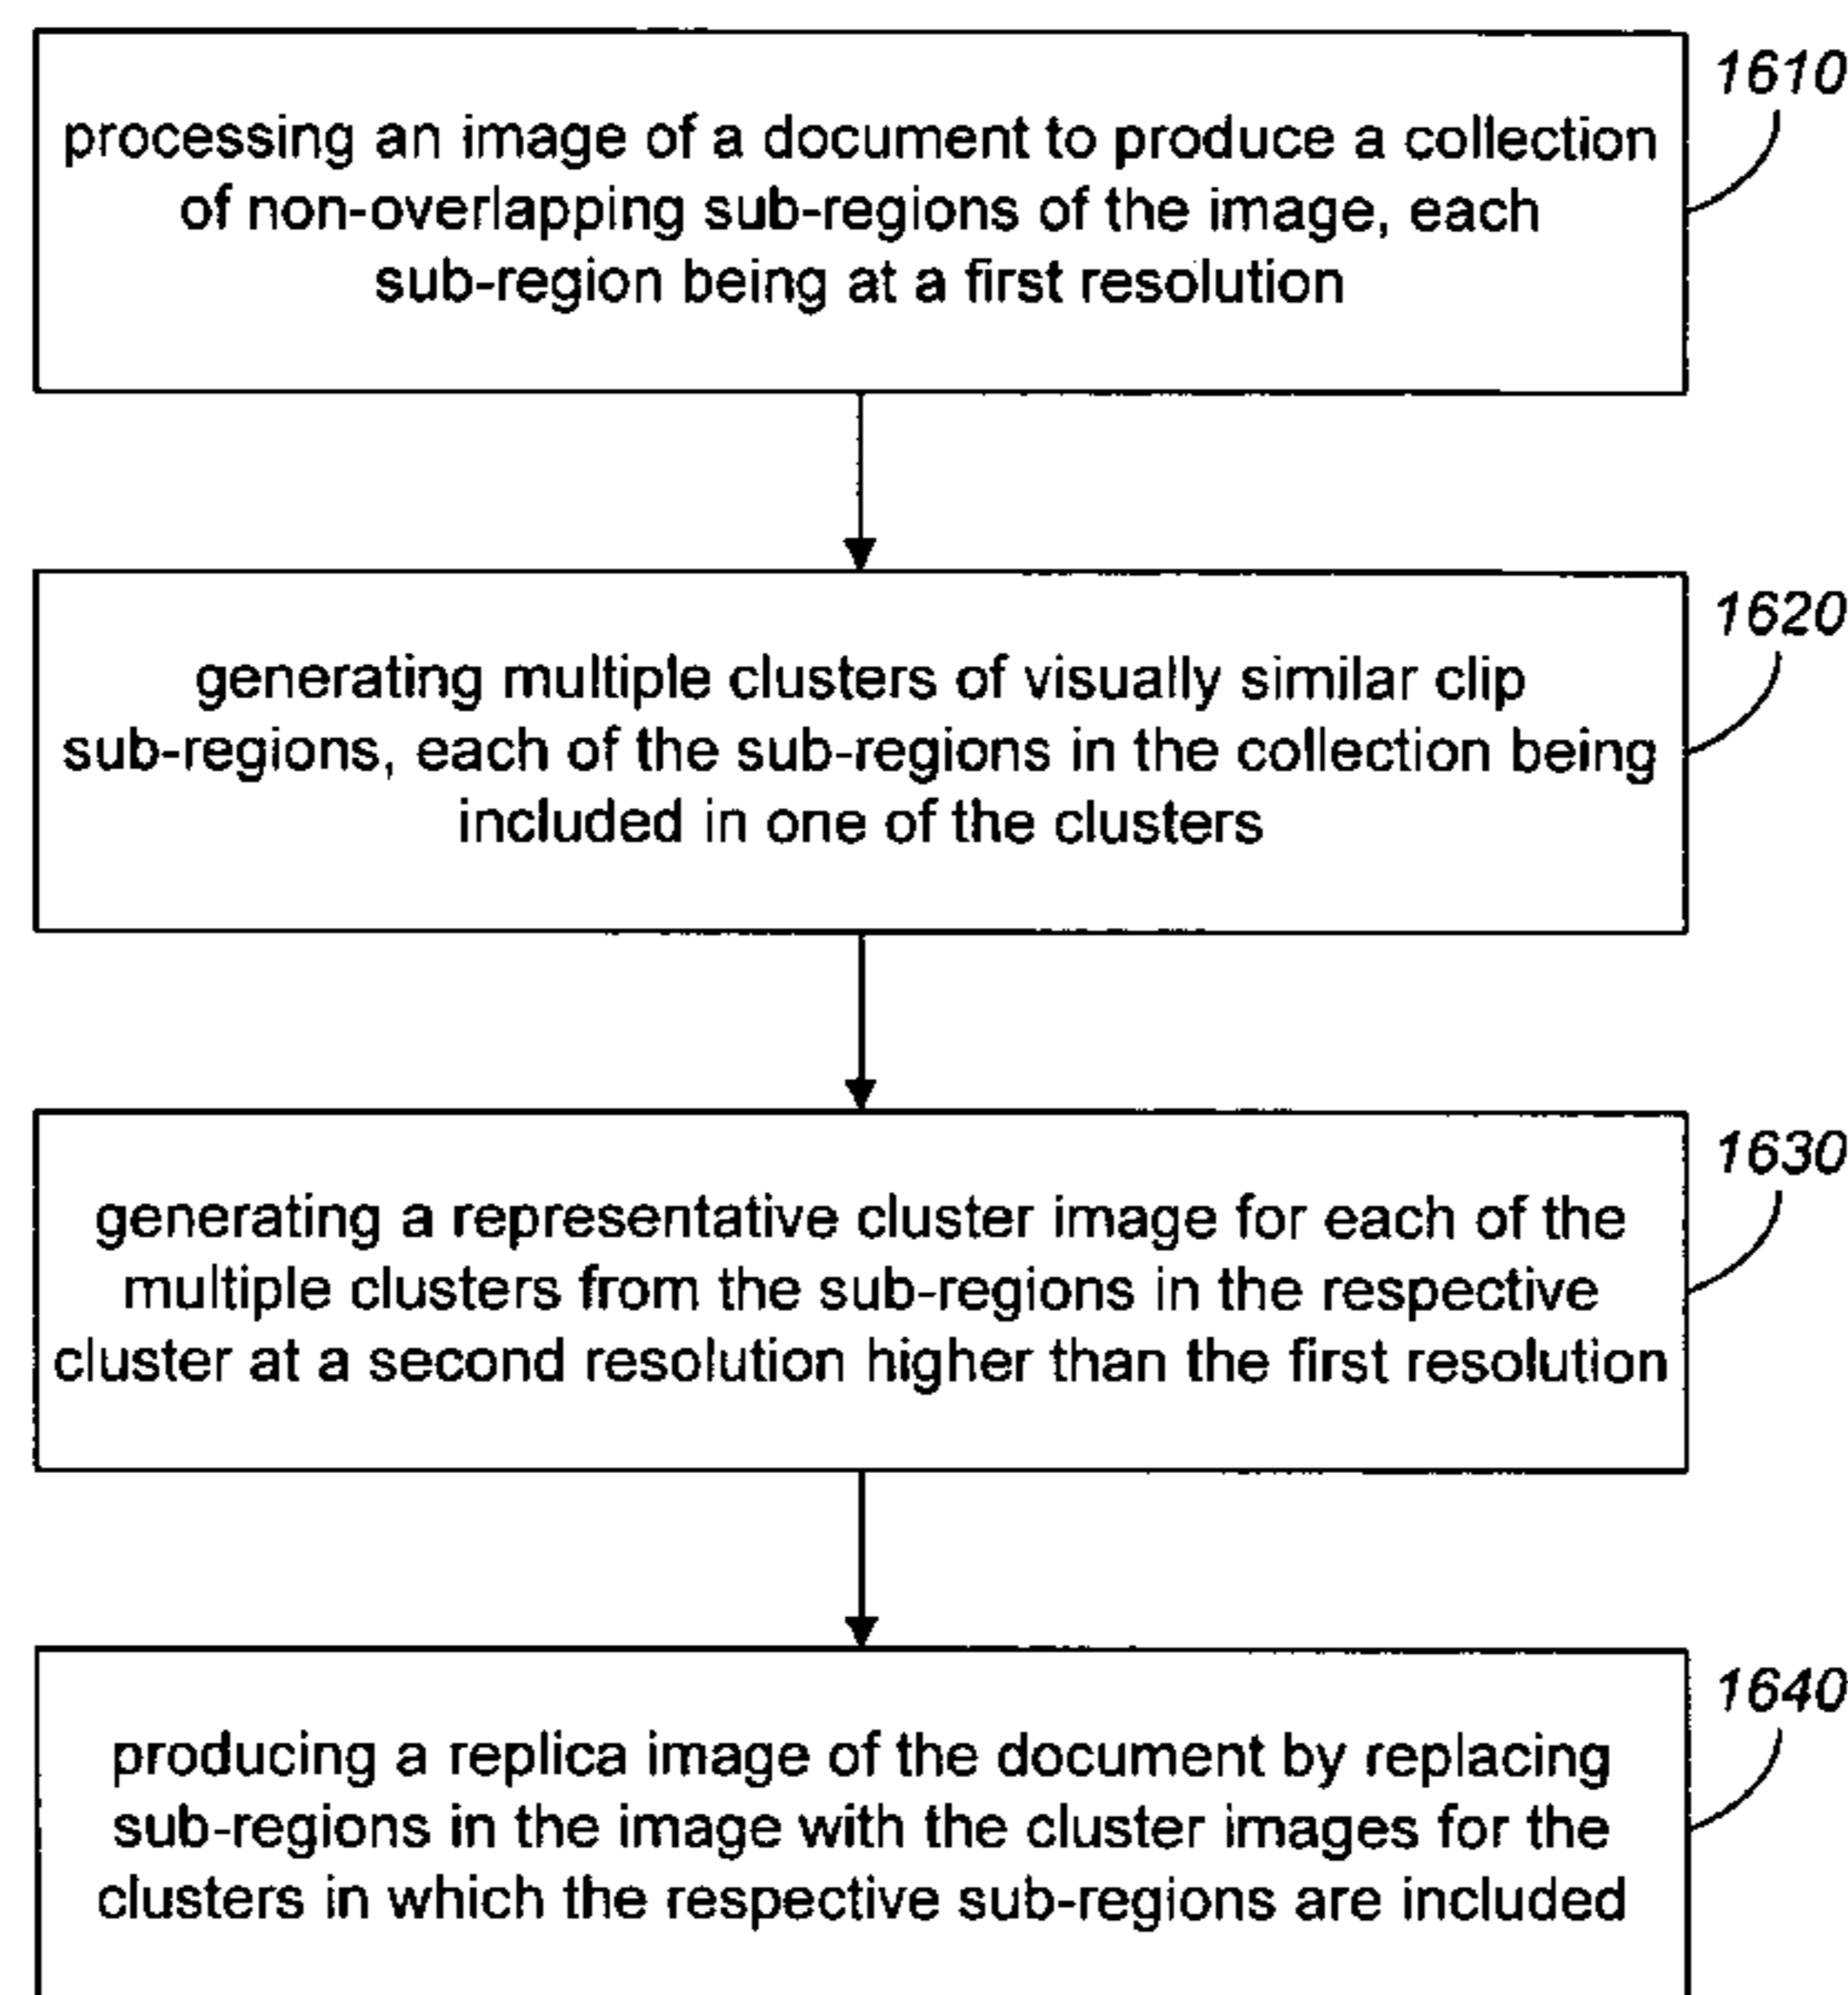 1610
processing an image of a document to produce a collection
of non-overlapping sub-regions of the image, each
sub-region being at a first resolution
1620
generating multiple clusters of visually similar clip
sub-regions, each of the sub-regions in the collection being
included in one of the clusters
1630
generating a representative cluster image for each of the
multiple clusters from the sub-regions in the respective
cluster at a second resolution higher than the first resolution
1640
producing a replica image of the document by replacing
sub-regions in the image with the cluster images for the
clusters in which the respective sub-regions are included